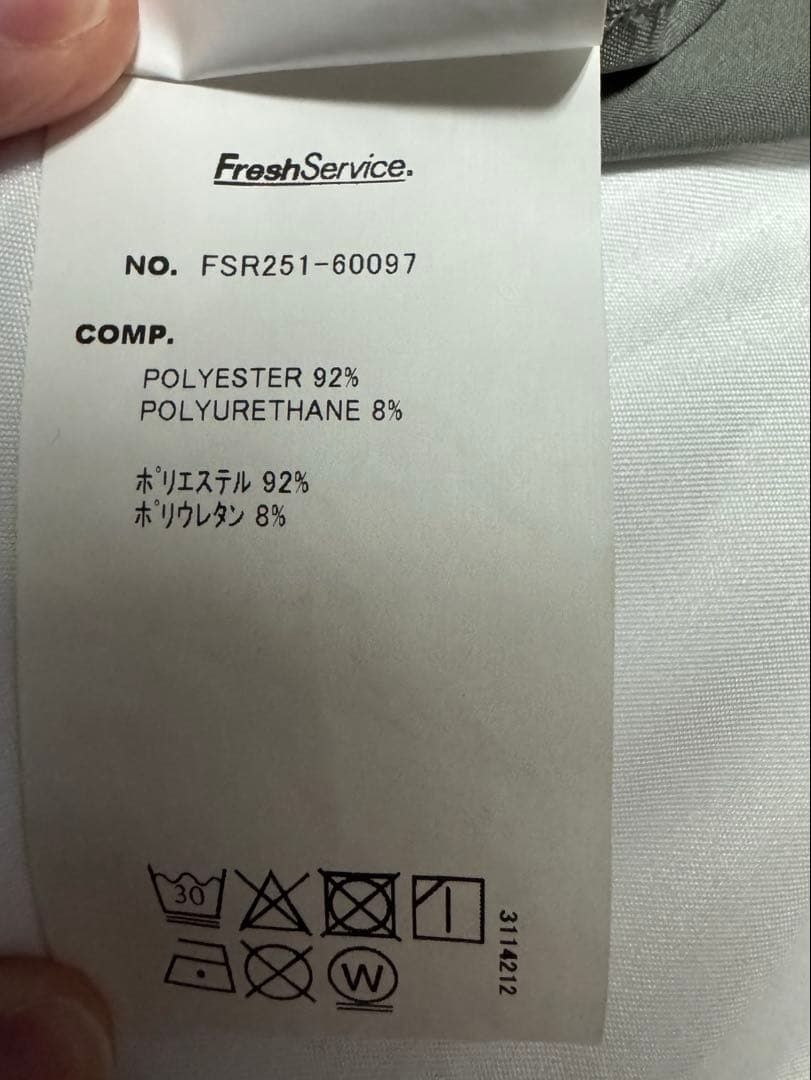 FreshService.
NO. FSR251-60097
COMP.
POLYESTER 92%
POLYURETHANE 8%
ポリエステル 92%
ポリウレタン 8%
30
W
3114212